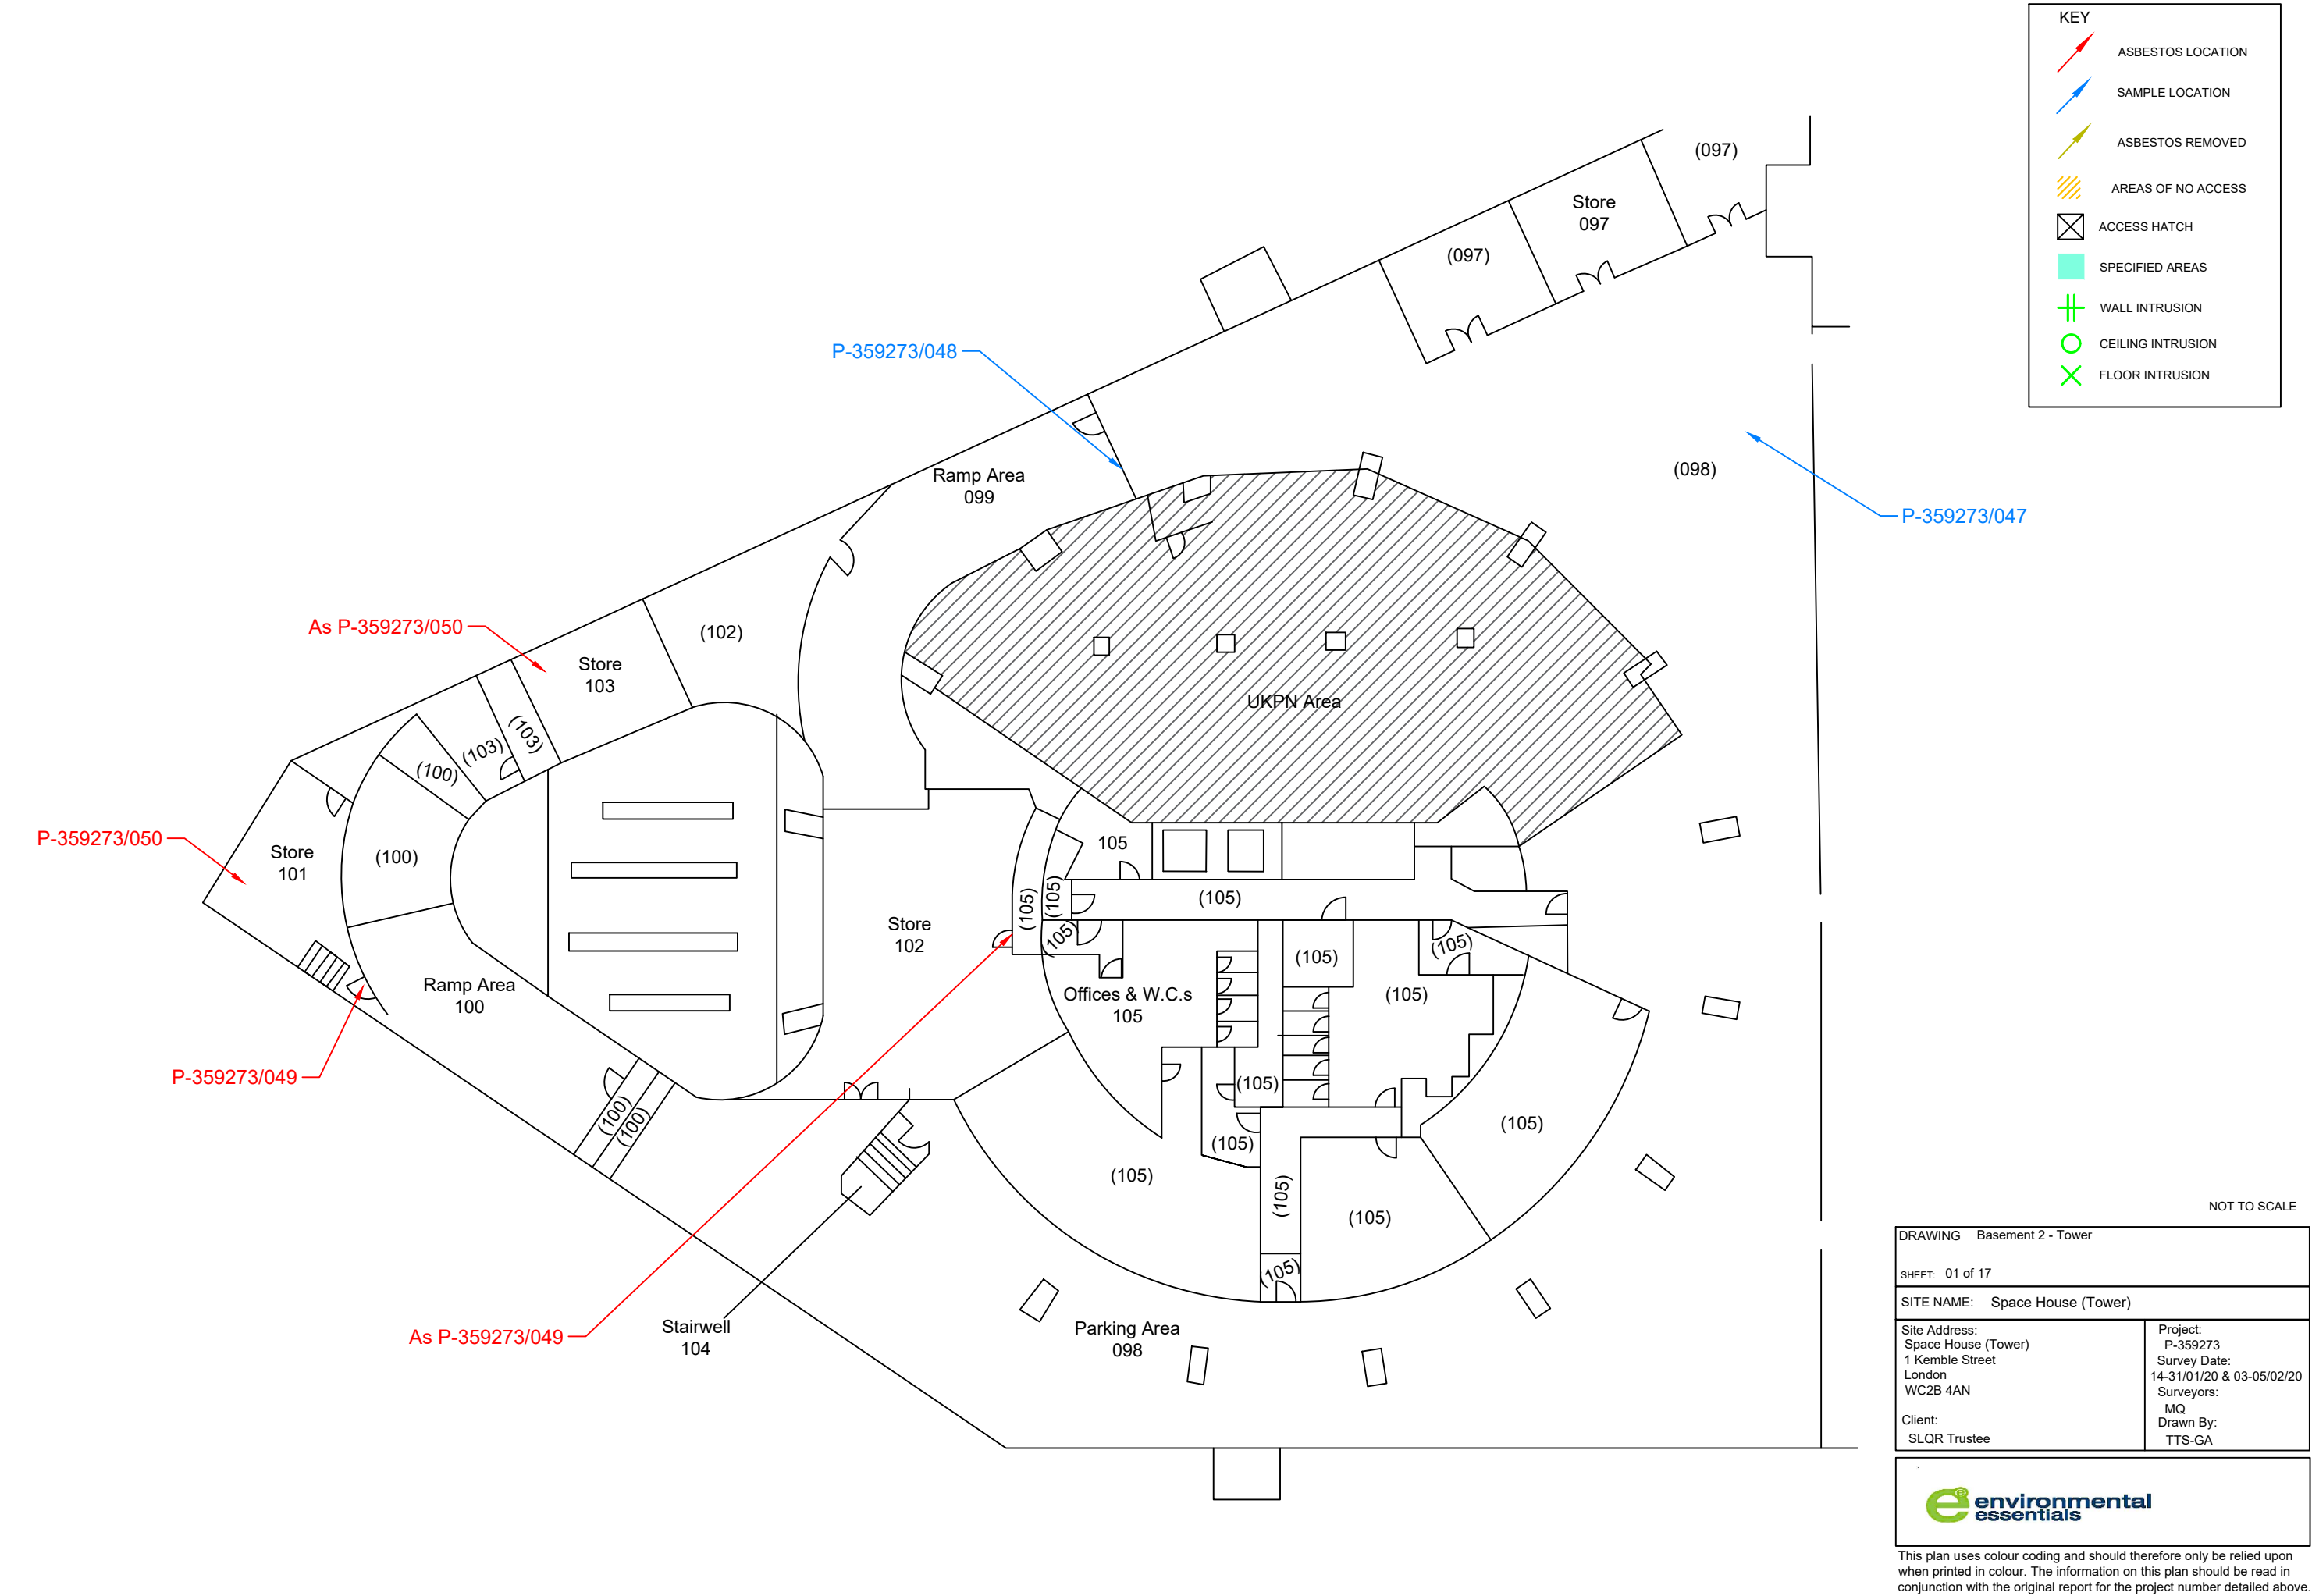 KEY
ASBESTOS LOCATION
SAMPLE LOCATION
ASBESTOS REMOVED
AREAS OF NO ACCESS
ACCESS HATCH
SPECIFIED AREAS
WALL INTRUSION
CEILING INTRUSION
FLOOR INTRUSION
(097)
Store
097
(097)
P-359273/048
(098)
Ramp Area
099
P-359273/047
As P-359273/050
(102)
Store
103
UKPN Area
(103)
(103)
(100)
P-359273/050
Store
101
(100)
105
(105)
(105)
(105)
Store
102
(105)
(105)
(105)
(105)
Ramp Area
100
Offices & W.C.s
105
P-359273/049
(100)
(100)
(105)
(105)
(105)
(105)
(105)
(105)
(105)
As P-359273/049
Stairwell
104
Parking Area
098
NOT TO SCALE
DRAWING Basement 2 - Tower
SHEET: 01 of 17
SITE NAME: Space House (Tower)
Site Address:
Space House (Tower)
1 Kemble Street
London
WC2B 4AN
Client:
SLQR Trustee
Project:
P-359273
Survey Date:
14-31/01/20 & 03-05/02/20
Surveyors:
MQ
Drawn By:
TTS-GA
environmental
essentials
This plan uses colour coding and should therefore only be relied upon
when printed in colour. The information on this plan should be read in
conjunction with the original report for the project number detailed above.
(105)